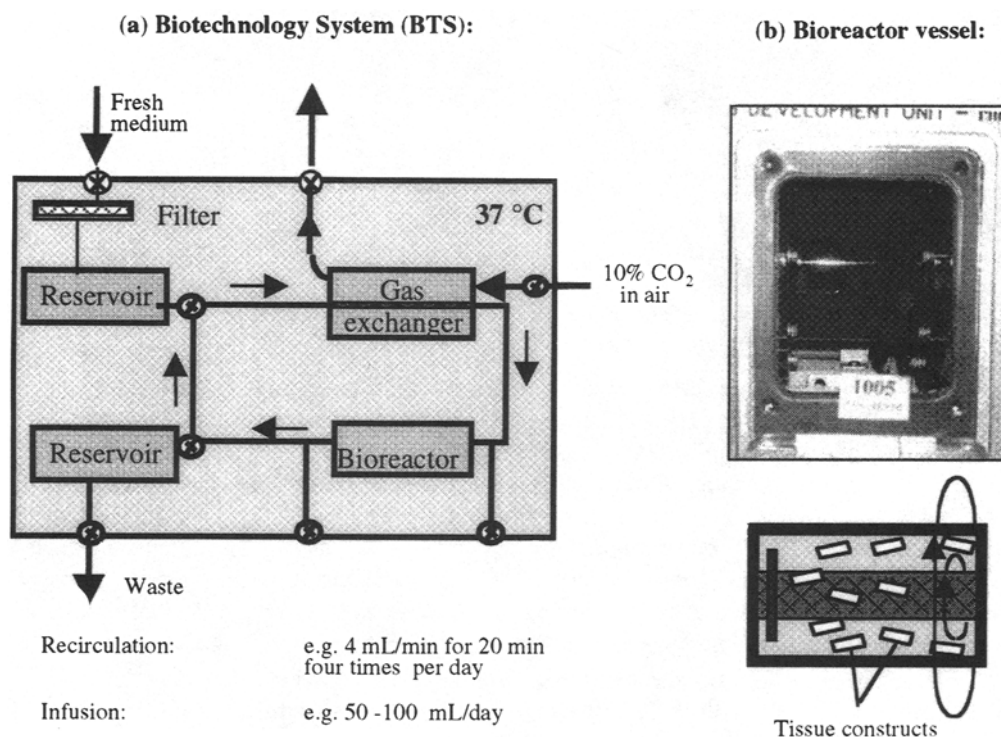 (a) Biotechnology System (BTS):
Fresh
medium
Filter
37 °C
Reservoir
Gas
exchanger
10% CO2
in air
Reservoir
Bioreactor
Waste
Recirculation: e.g. 4 mL/min for 20 min
four times per day
Infusion: e.g. 50 -100 mL/day
(b) Bioreactor vessel:
DEVELOPMENT UNIT –
1005
Tissue constructs